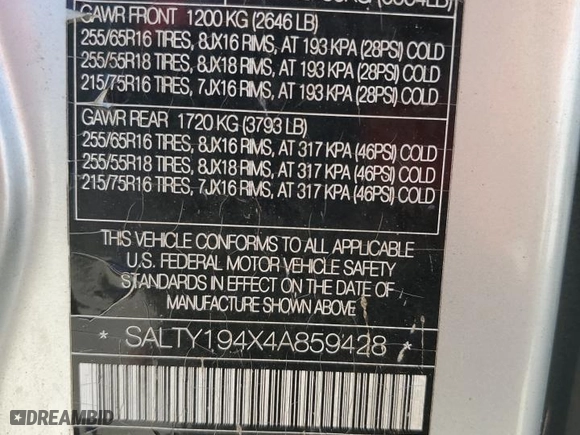 GAWR FRONT 1200 KG (2646 LB)
255/65R16 TIRES, 8JX16 RIMS, AT 193 KPA (28PSI) COLD
255/55R18 TIRES, 8JX18 RIMS, AT 193 KPA (28PSI) COLD
215/75R16 TIRES, 7JX16 RIMS, AT 193 KPA (28PSI) COLD
GAWR REAR 1720 KG (3793 LB)
255/65R16 TIRES, 8JX16 RIMS, AT 317 KPA (46PSI) COLD
255/55R18 TIRES, 8JX18 RIMS, AT 317 KPA (46PSI) COLD
215/75R16 TIRES, 7JX16 RIMS, AT 317 KPA (46PSI) COLD
THIS VEHICLE CONFORMS TO ALL APPLICABLE
U.S. FEDERAL MOTOR VEHICLE SAFETY
STANDARDS IN EFFECT ON THE DATE OF
MANUFACTURE SHOWN ABOVE
* SALTY194X4A859428 *
DREAMBID